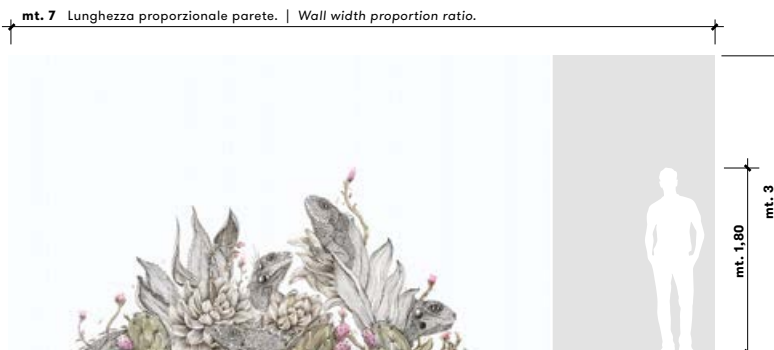 mt. 7 Lunghezza proporzionale parete. | Wall width proportion ratio.
mt. 3
mt. 1,80